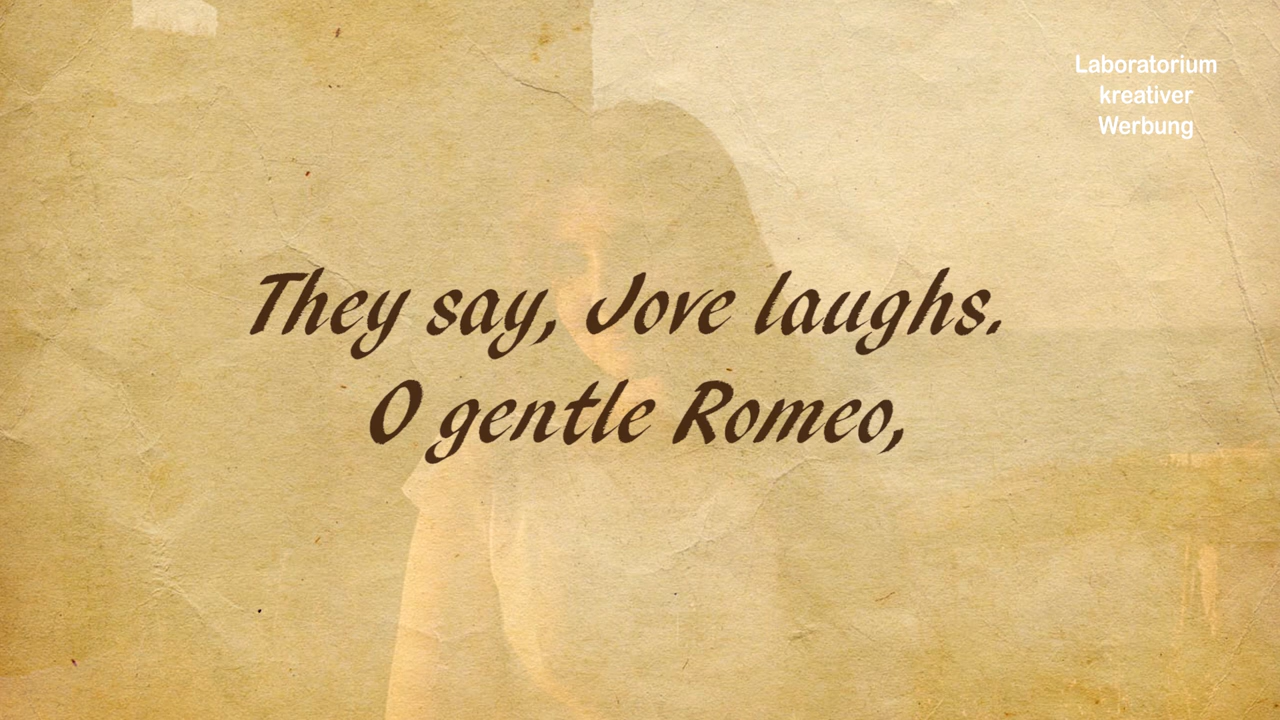 Laboratorium
kreativer
Werbung
They say, Jove laughs.
O gentle Romeo,